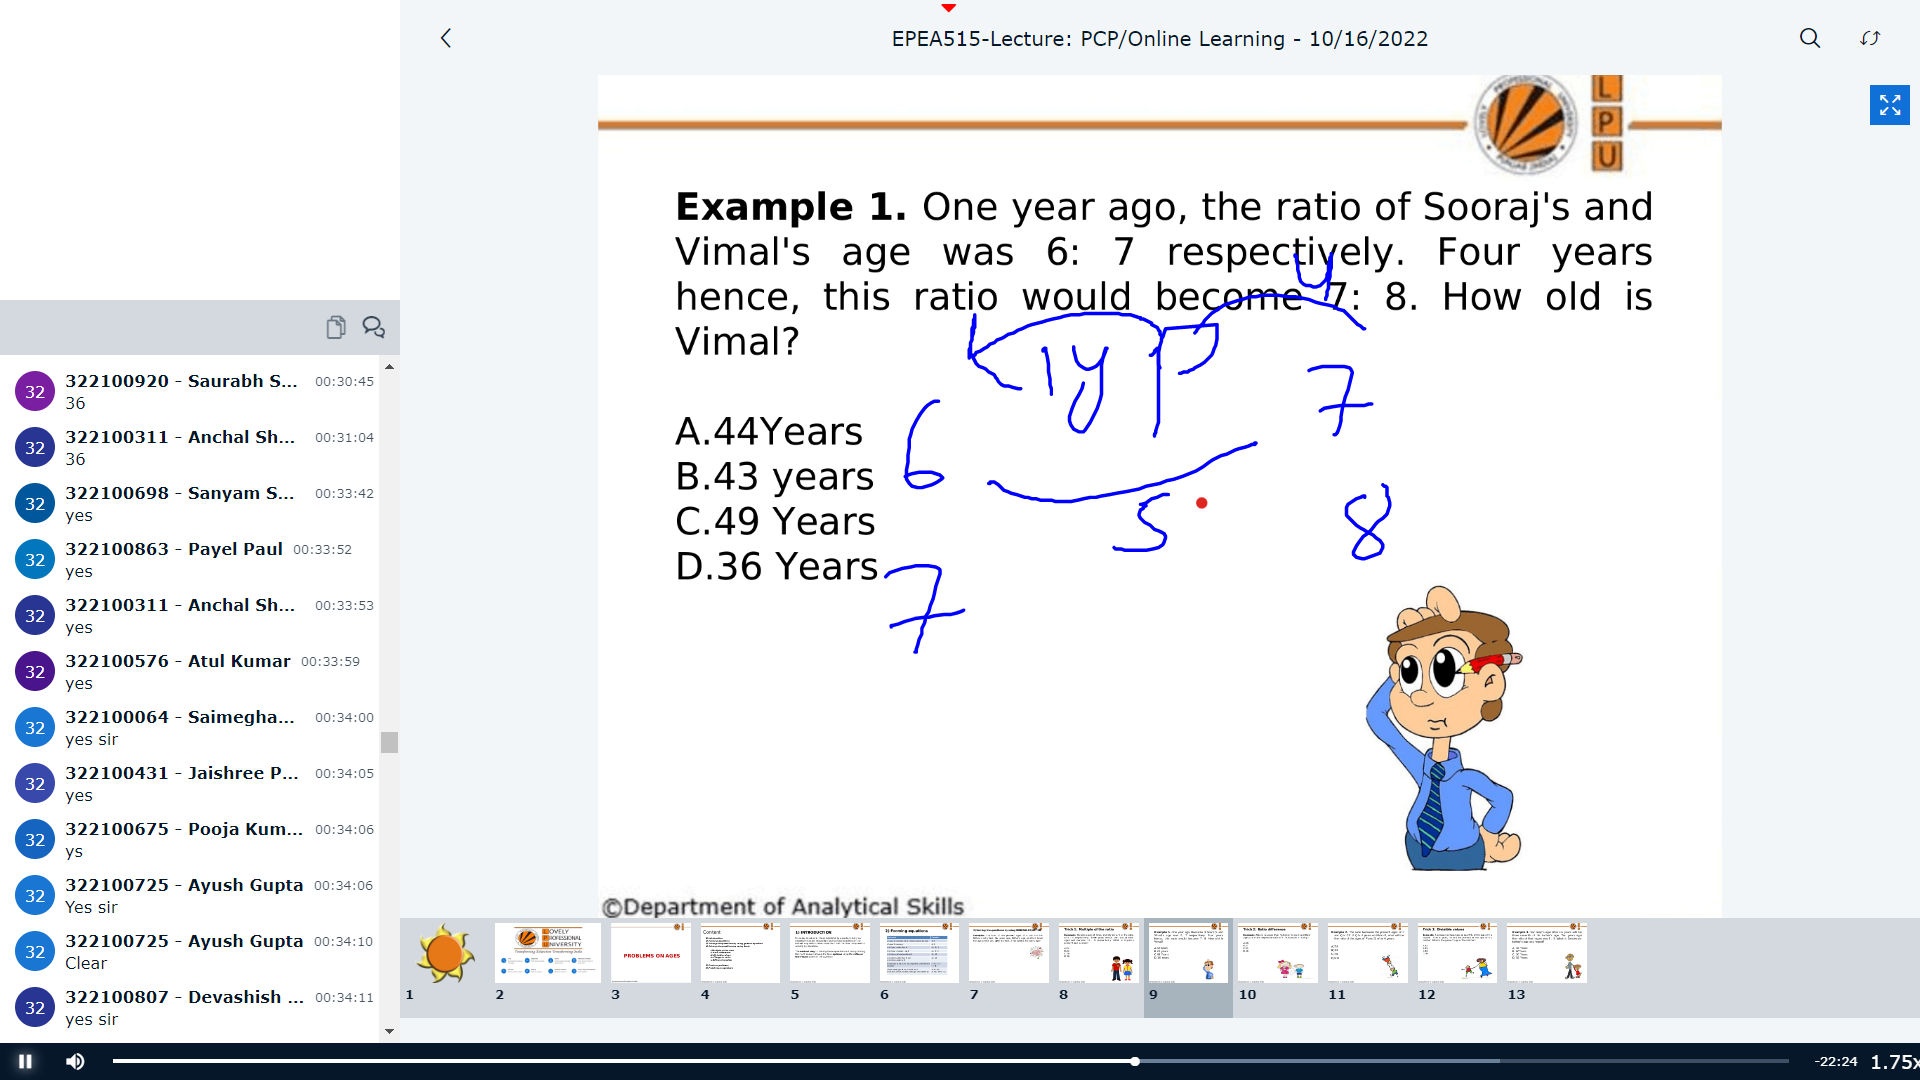 EPEA515-Lecture: PCP/Online Learning - 10/16/2022
L
P
U
Example 1. One year ago, the ratio of Sooraj's and
Vimal's age was 6: 7 respectively. Four years
hence, this ratio would become 7: 8. How old is
Vimal?
A.44Years
B.43 years
C.49 Years
D.36 Years
1y
P
4
6
7
5
7
8
©Department of Analytical Skills
32 322100920 - Saurabh S... 00:30:45
36
32 322100311 - Anchal Sh... 00:31:04
36
32 322100698 - Sanyam S... 00:33:42
yes
32 322100863 - Payel Paul 00:33:52
yes
32 322100311 - Anchal Sh... 00:33:53
yes
32 322100576 - Atul Kumar 00:33:59
yes
32 322100064 - Saimegha... 00:34:00
yes sir
32 322100431 - Jaishree P... 00:34:05
yes
32 322100675 - Pooja Kum... 00:34:06
ys
32 322100725 - Ayush Gupta 00:34:06
Yes sir
32 322100725 - Ayush Gupta 00:34:10
Clear
32 322100807 - Devashish ... 00:34:11
yes sir
PROBLEMS ON AGES
1 2 3 4 5 6 7 8 9 10 11 12 13
-22:24 1.75x